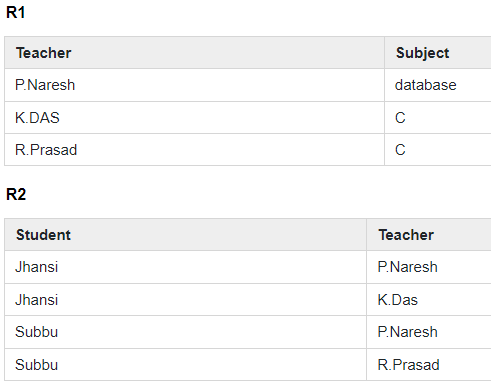 R1
Teacher Subject
P.Naresh database
K.DAS C
R.Prasad C
R2
Student Teacher
Jhansi P.Naresh
Jhansi K.Das
Subbu P.Naresh
Subbu R.Prasad